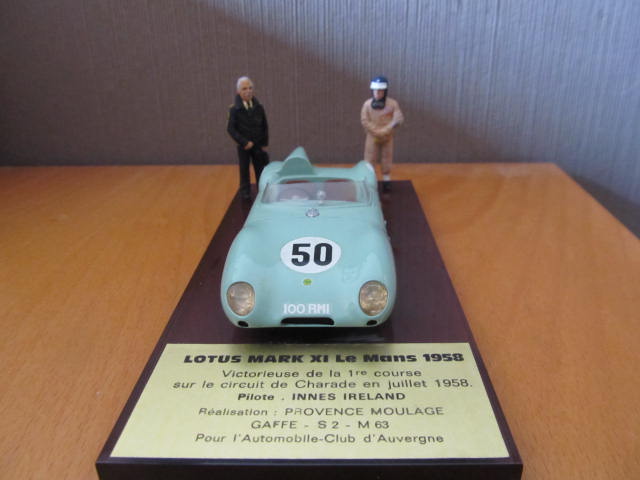 50
100 RMI
LOTUS MARK XI Le Mans 1958
Victorieuse de la 1re course
sur le circuit de Charade en juillet 1958.
Pilote . INNES IRELAND
Réalisation : PROVENCE MOULAGE
GAFFE - S2 - M 63
Pour l'Automobile-Club d'Auvergne